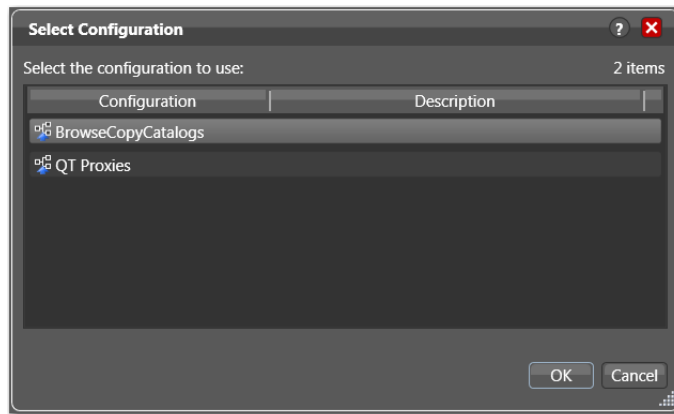 Select Configuration ?
Select the configuration to use: 2 items
Configuration Description
BrowseCopyCatalogs
QT Proxies
OK Cancel